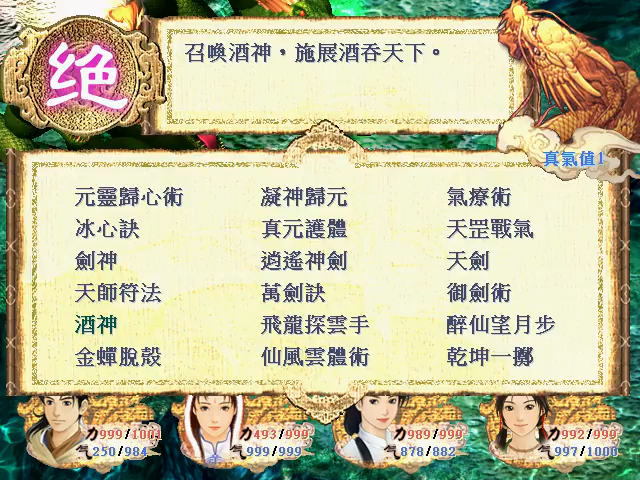 绝
召喚酒神，施展酒吞天下。
真氣值1
元靈歸心術 凝神歸元 氣療術
冰心訣 真元護體 天罡戰氣
劍神 逍遙神劍 天劍
天師符法 萬劍訣 御劍術
酒神 飛龍探雲手 醉仙望月步
金蟬脫殼 仙風雲體術 乾坤一擲
力999/1001 力493/990 力989/990 力992/990
气250/984 气999/999 气878/882 气997/1000